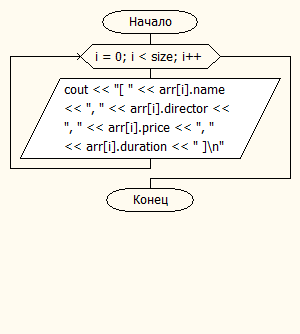 Начало
i = 0; i < size; i++
cout << "[ " << arr[i].name
<< ", " << arr[i].director <<
", " << arr[i].price << ", "
<< arr[i].duration << " ]\n"
Конец